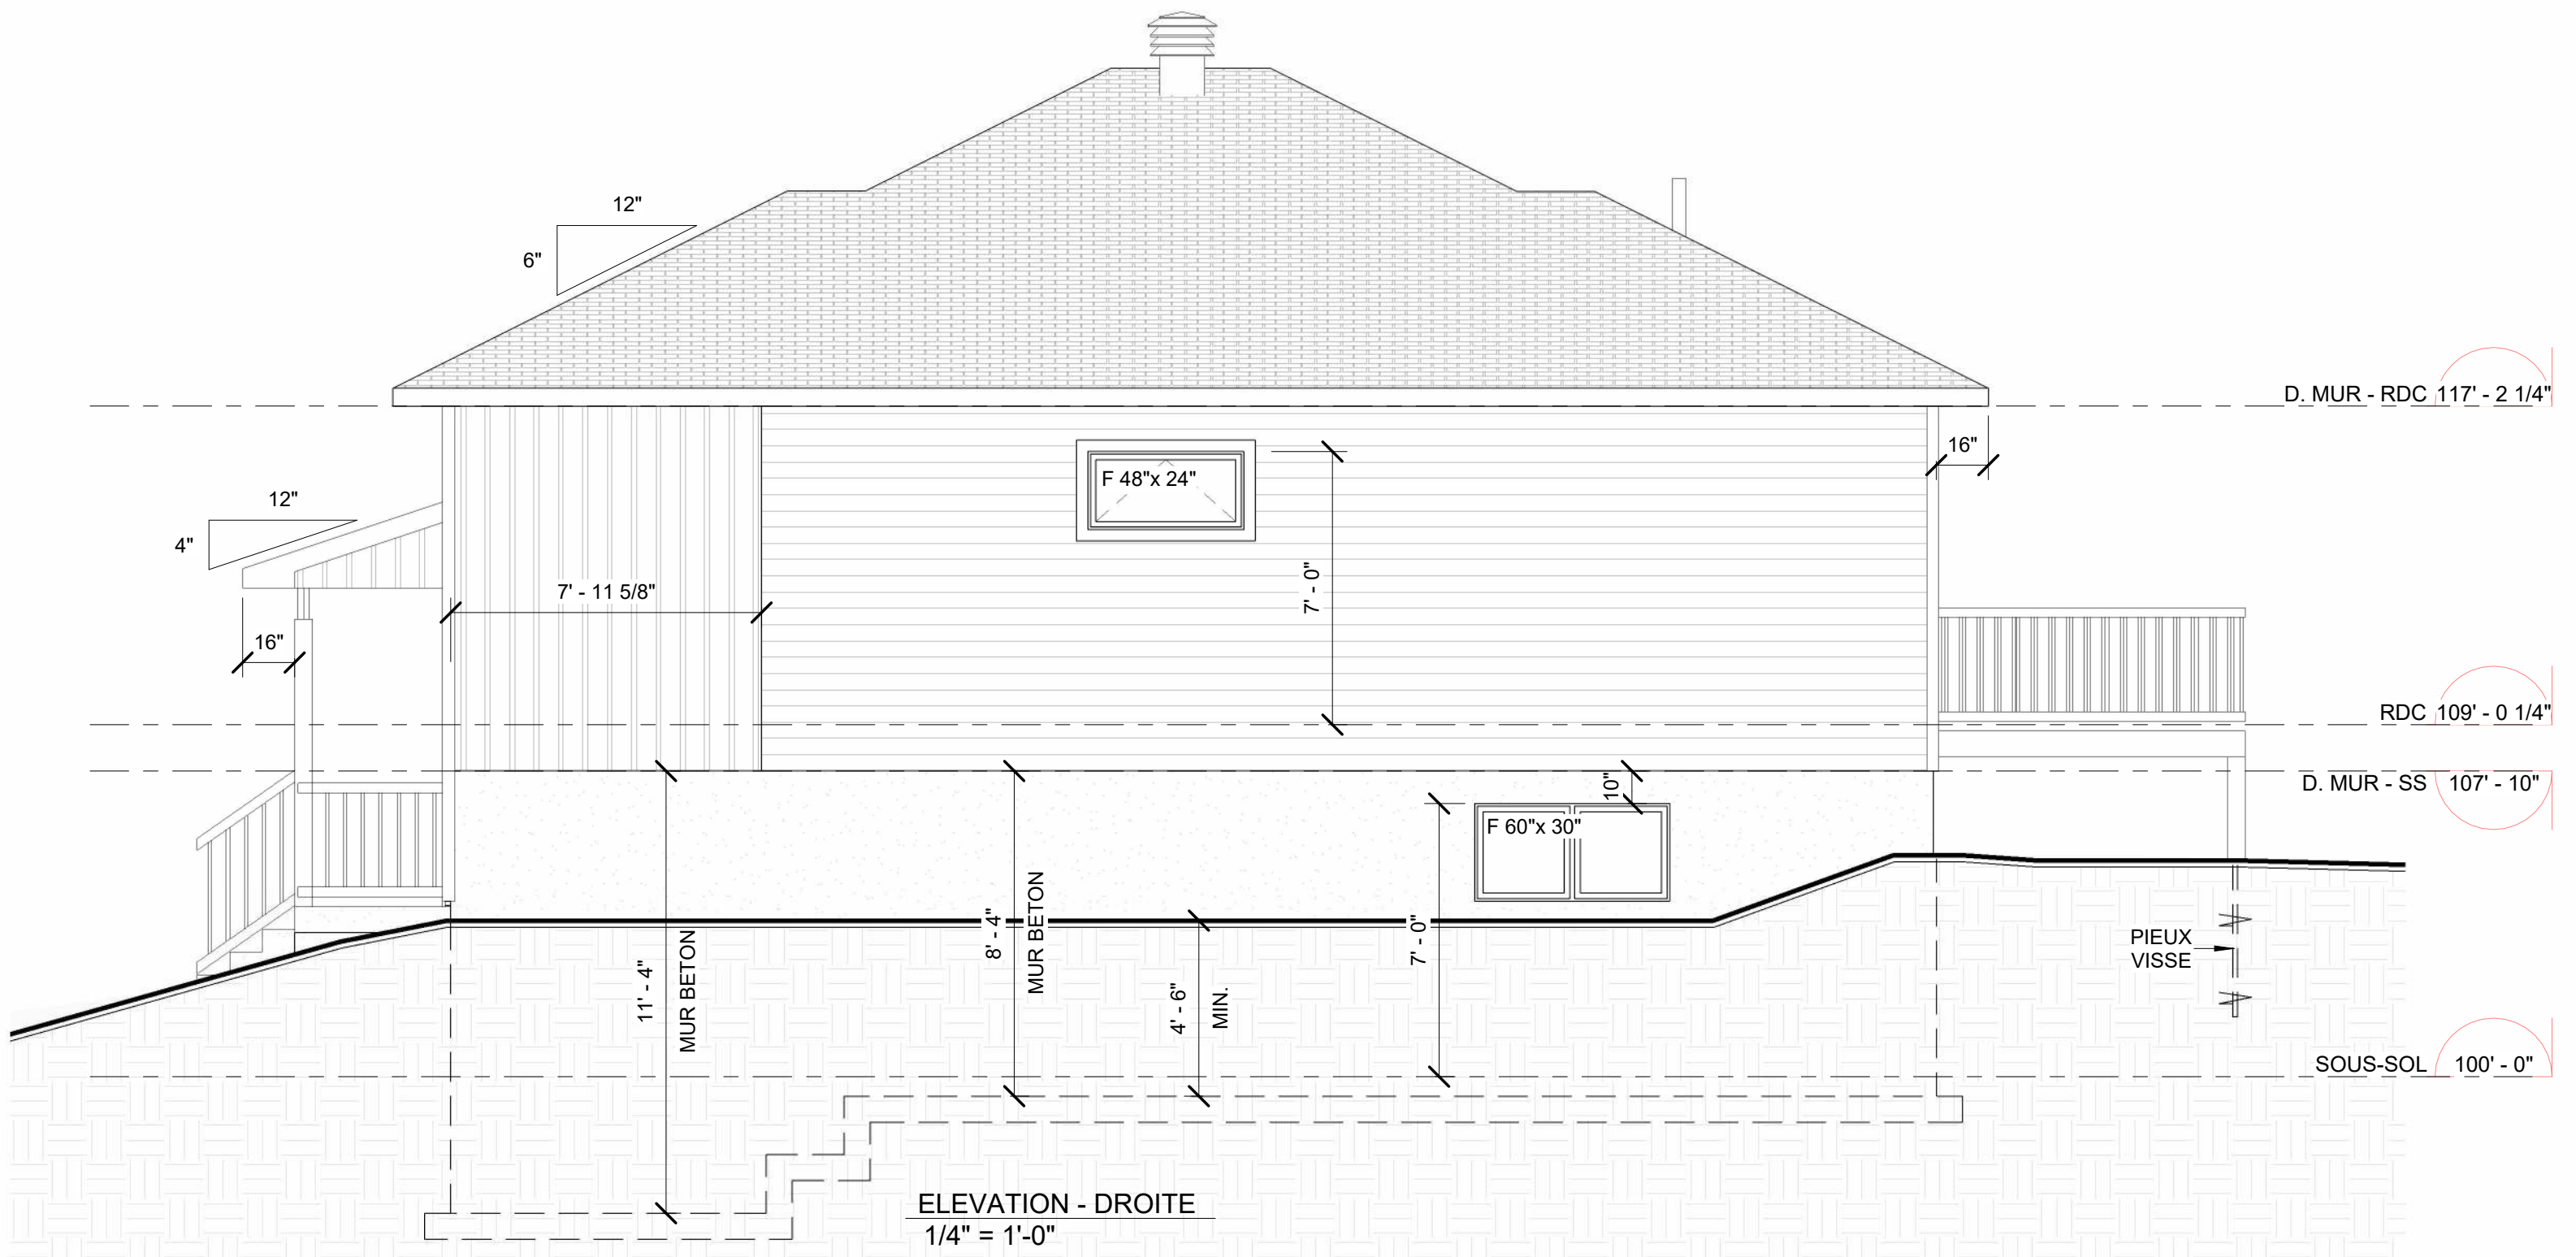 12"
6"
D. MUR - RDC 117' - 2 1/4"
16"
F 48"x 24"
12"
4"
7' - 11 5/8"
7' - 0"
16"
RDC 109' - 0 1/4"
D. MUR - SS 107' - 10"
10"
F 60"x 30"
11' - 4"
MUR BETON
8' - 4"
MUR BETON
4' - 6"
MIN.
7' - 0"
PIEUX
VISSE
SOUS-SOL 100' - 0"
ELEVATION - DROITE
1/4" = 1'-0"